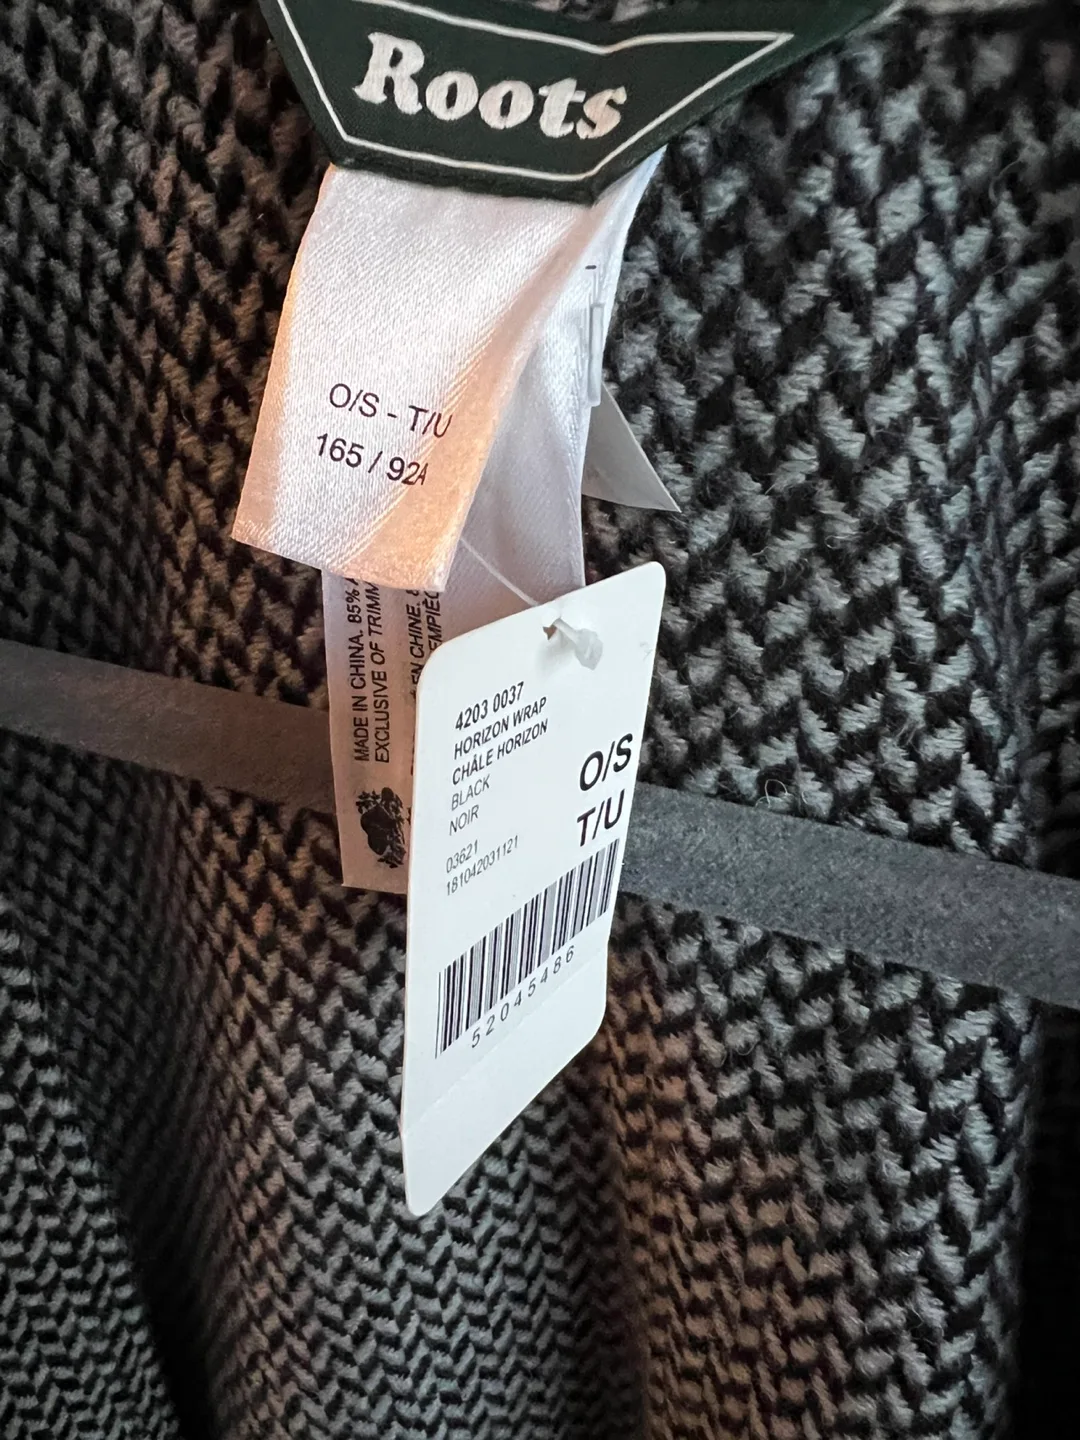 Roots
O/S - T/U
165 / 92A
MADE IN CHINA. 85%
EXCLUSIVE OF TRIMM
EN CHINE.
EMPIÈC
4203 0037
HORIZON WRAP
CHÂLE HORIZON
BLACK
NOIR
O/S
T/U
03621
181042031121
52045486